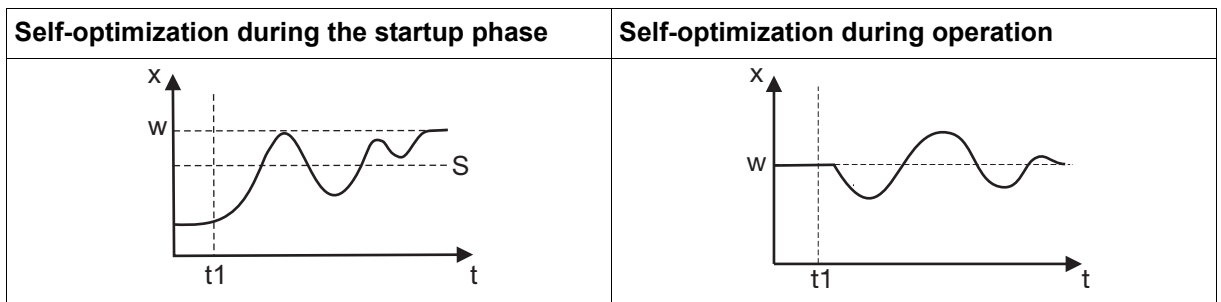 Self-optimization during the startup phase
Self-optimization during operation
x
w
S
t1
t
x
w
t1
t